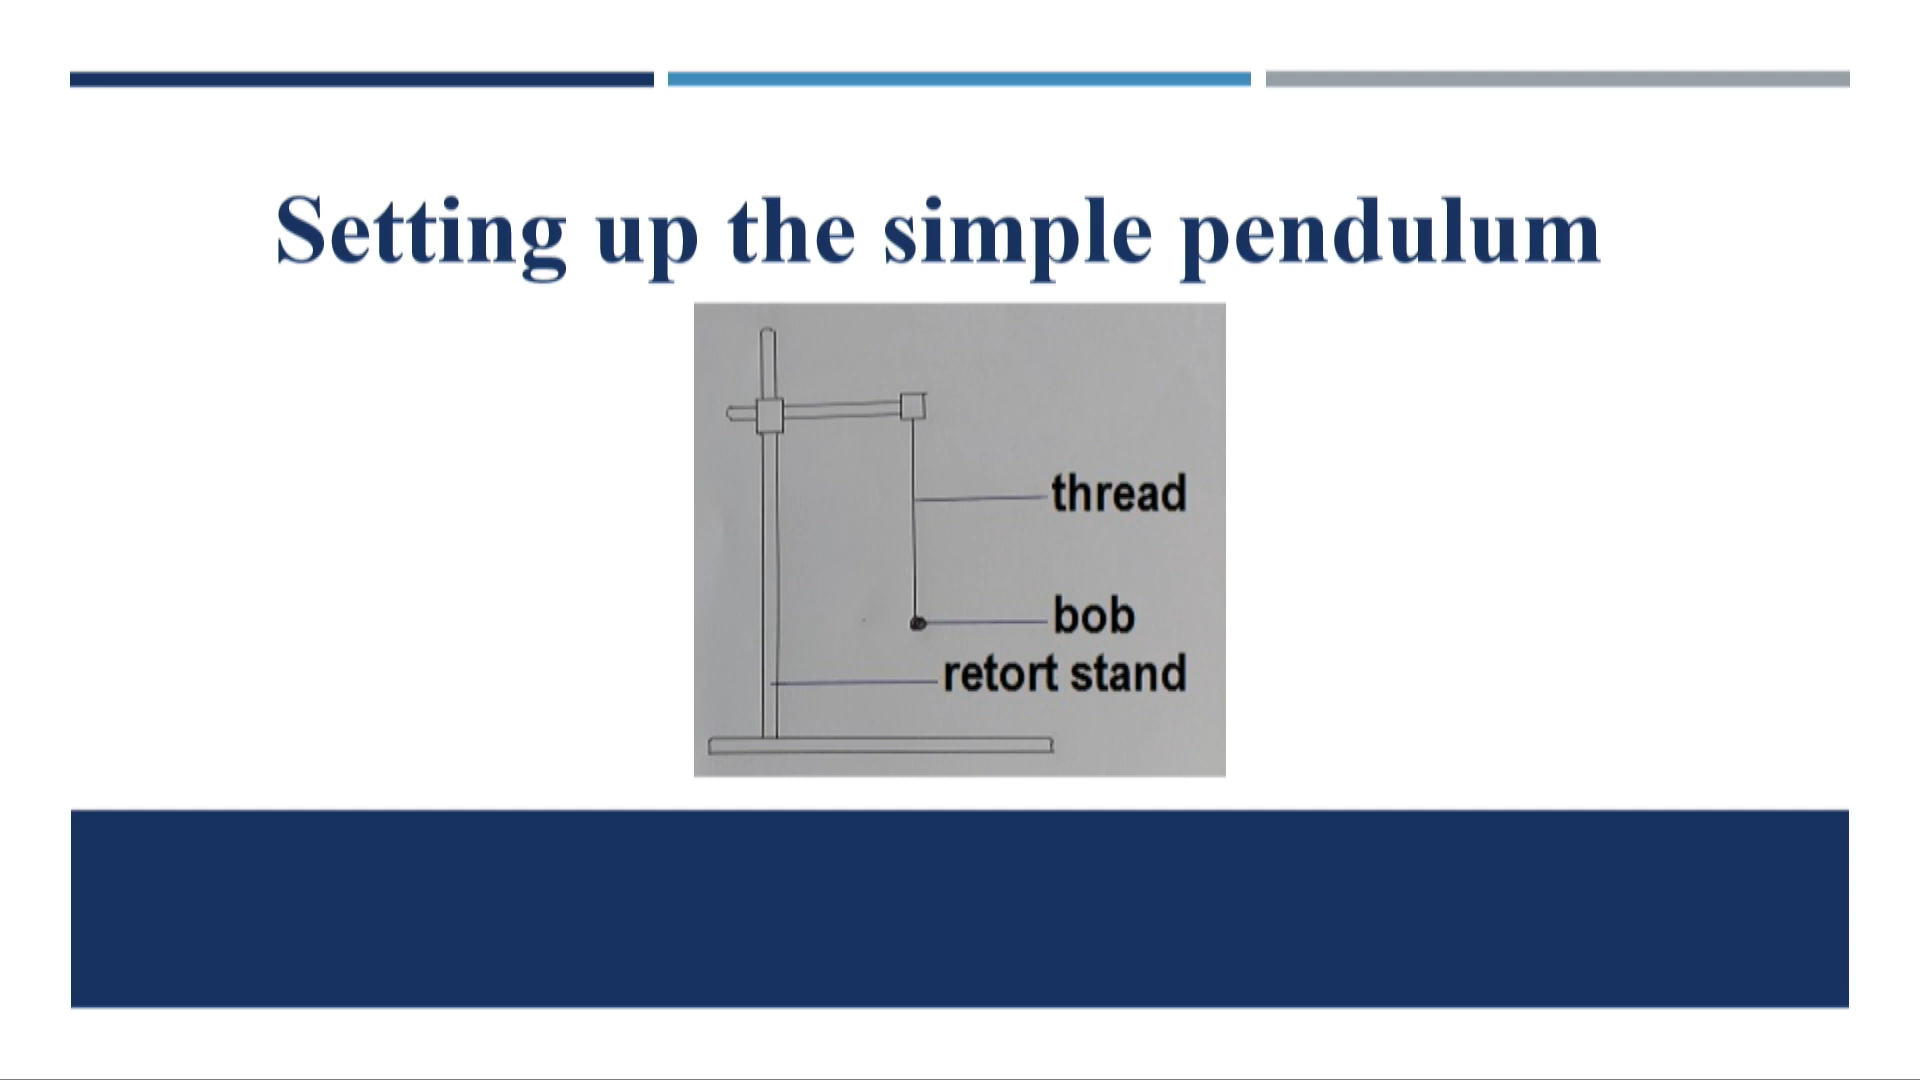 Setting up the simple pendulum
thread
bob
retort stand